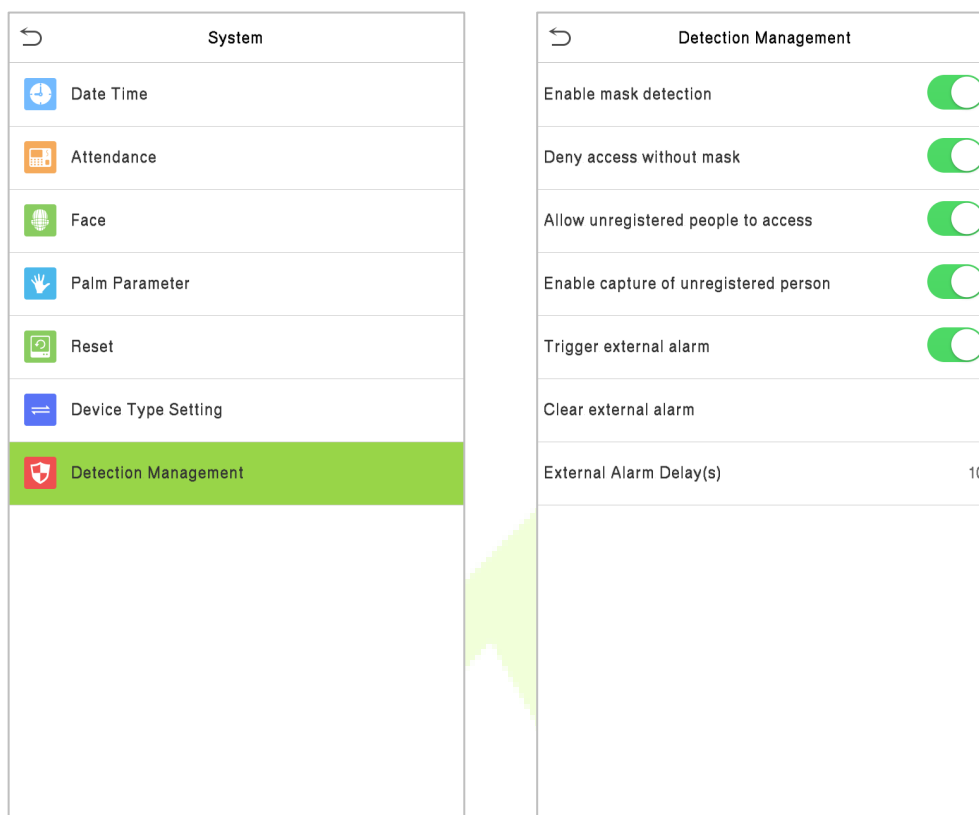 System
Date Time
Attendance
Face
Palm Parameter
Reset
Device Type Setting
Detection Management
Detection Management
Enable mask detection
Deny access without mask
Allow unregistered people to access
Enable capture of unregistered person
Trigger external alarm
Clear external alarm
External Alarm Delay(s) 10